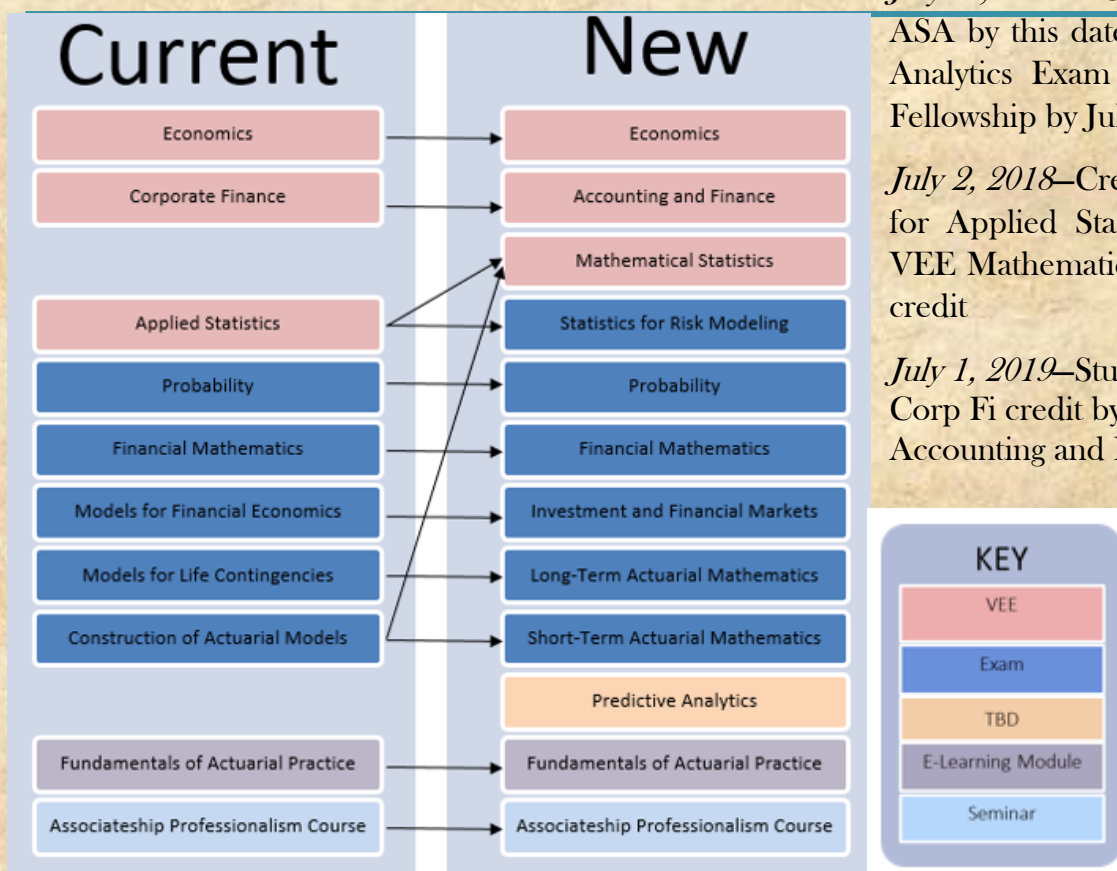 Current
Economics
Corporate Finance
Applied Statistics
Probability
Financial Mathematics
Models for Financial Economics
Models for Life Contingencies
Construction of Actuarial Models
Fundamentals of Actuarial Practice
Associateship Professionalism Course
New
Economics
Accounting and Finance
Mathematical Statistics
Statistics for Risk Modeling
Probability
Financial Mathematics
Investment and Financial Markets
Long-Term Actuarial Mathematics
Short-Term Actuarial Mathematics
Predictive Analytics
Fundamentals of Actuarial Practice
Associateship Professionalism Course
ASA by this date
Analytics Exam
Fellowship by
July 2, 2018—
for Applied
VEE
credit
July 1, 2019—
Corp Fi credit by
Accounting and
KEY
VEE
Exam
TBD
E-Learning Module
Seminar